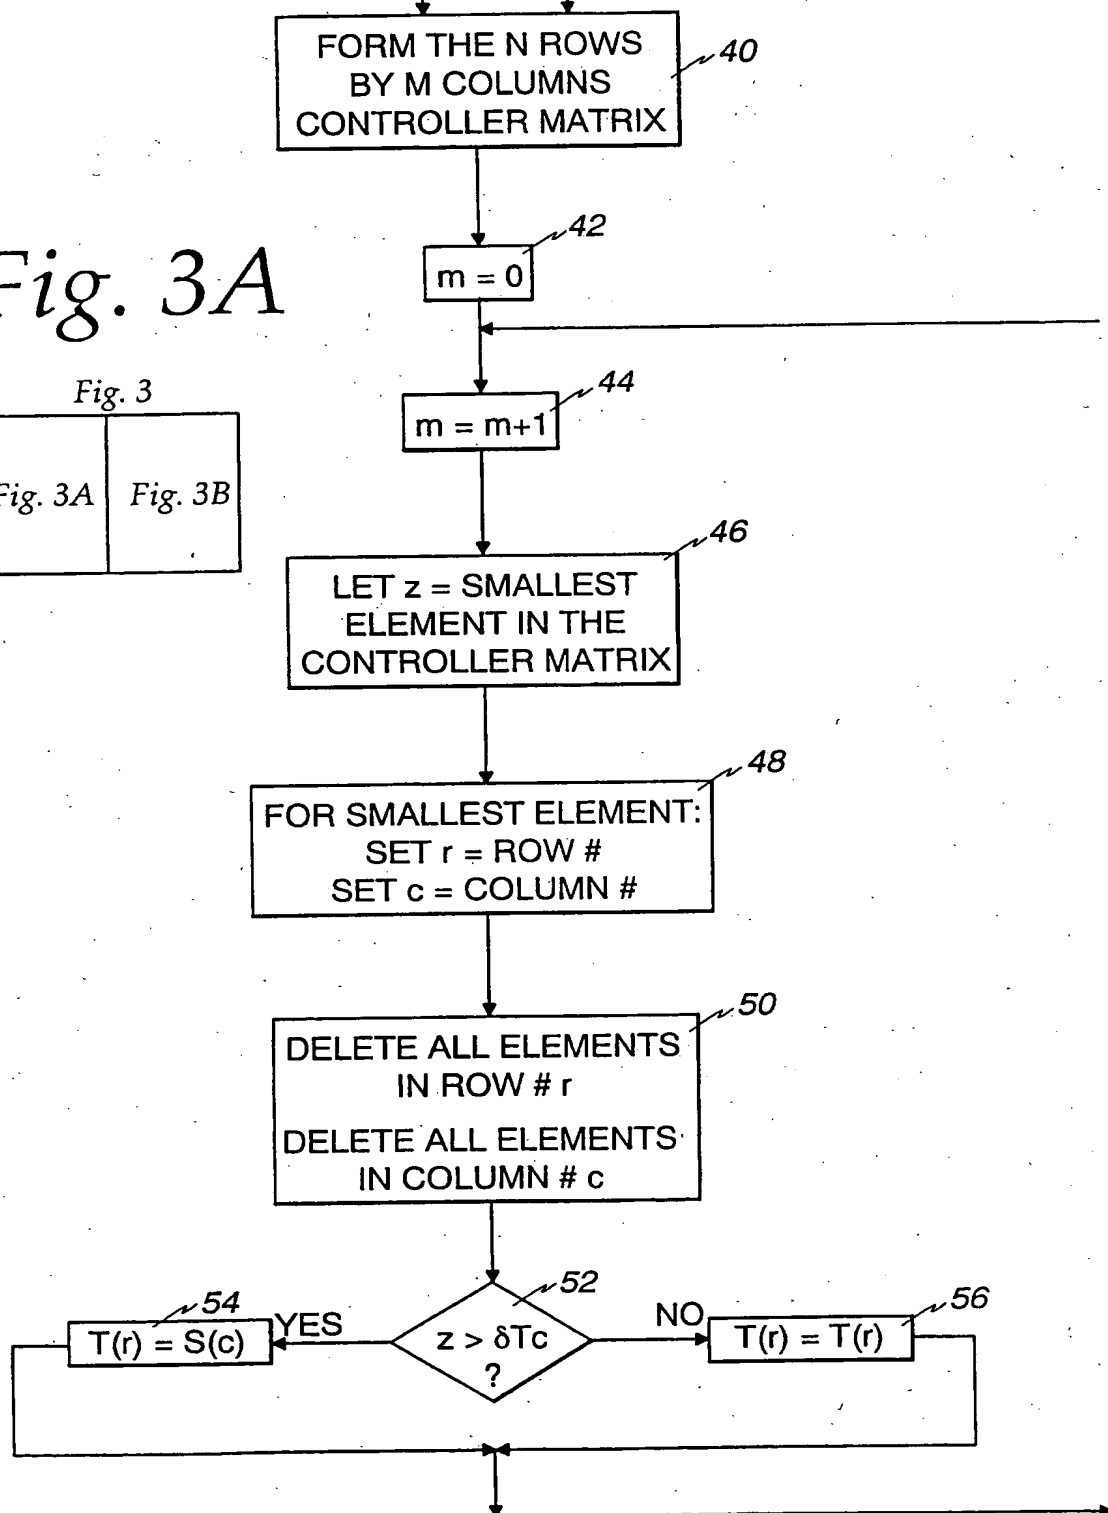 FORM THE N ROWS
BY M COLUMNS
CONTROLLER MATRIX
40
42
m = 0
Fig. 3A
44
m = m+1
Fig. 3
Fig. 3A
Fig. 3B
46
LET z = SMALLEST
ELEMENT IN THE
CONTROLLER MATRIX
48
FOR SMALLEST ELEMENT:
SET r = ROW #
SET c = COLUMN #
50
DELETE ALL ELEMENTS
IN ROW # r
DELETE ALL ELEMENTS
IN COLUMN # c
52
z > δTc
?
54
YES
T(r) = S(c)
NO
56
T(r) = T(r)